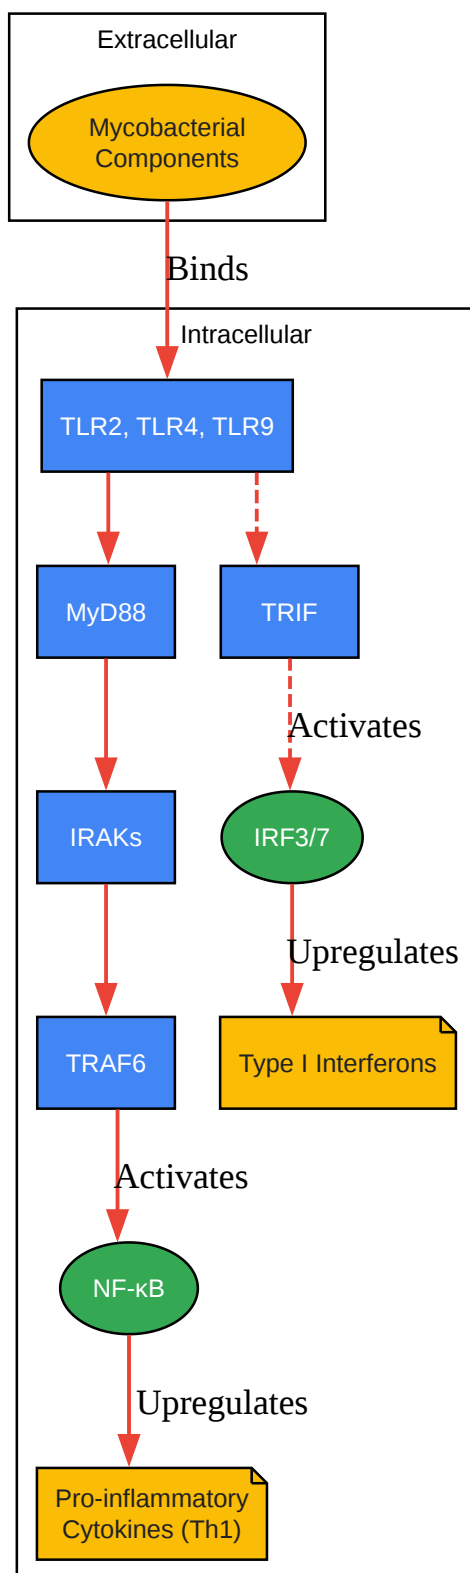 Extracellular
Mycobacterial
Components
Binds
Intracellular
TLR2, TLR4, TLR9
MyD88
TRIF
Activates
IRAKs
IRF3/7
Upregulates
TRAF6
Type I Interferons
Activates
NF-κB
Upregulates
Pro-inflammatory
Cytokines (Th1)